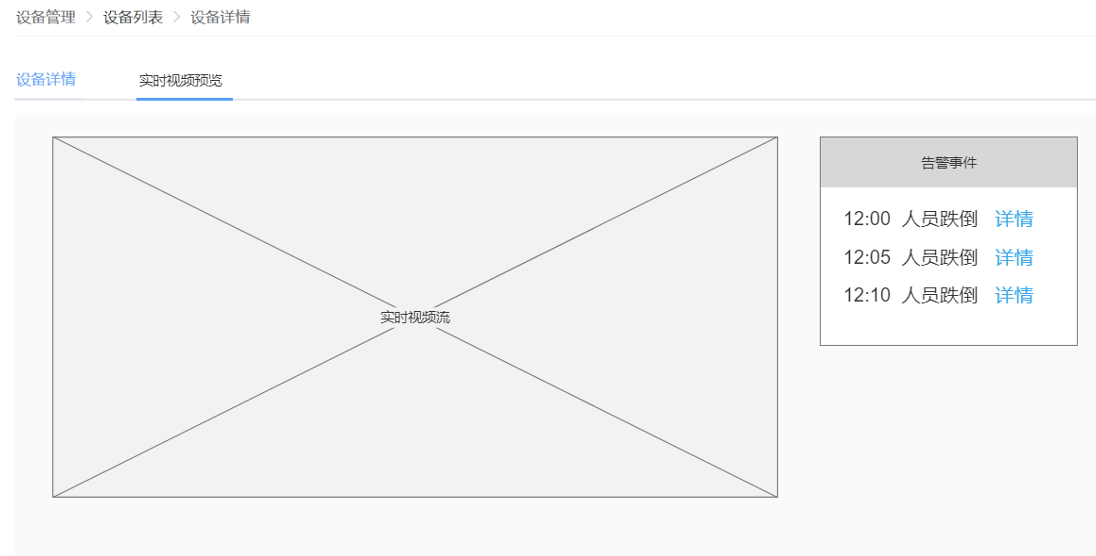 设备管理 > 设备列表 > 设备详情
设备详情 实时视频预览
实时视频流
告警事件
12:00 人员跌倒 详情
12:05 人员跌倒 详情
12:10 人员跌倒 详情